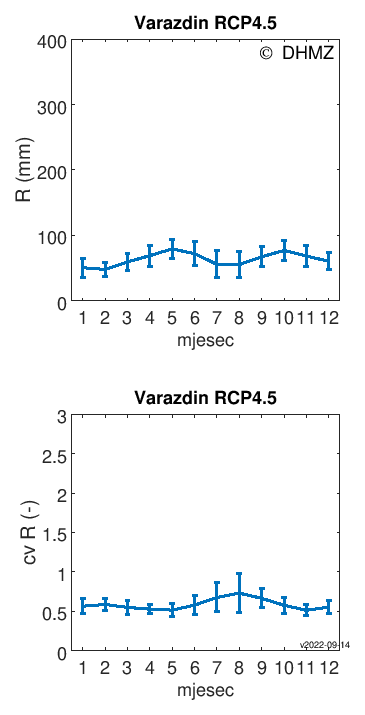 Varazdin RCP4.5
© DHMZ
400
300
200
100
0
R (mm)
1 2 3 4 5 6 7 8 9 10 11 12
mjesec
Varazdin RCP4.5
3
2.5
2
1.5
1
0.5
0
cv R (-)
v2022-09-14
1 2 3 4 5 6 7 8 9 10 11 12
mjesec